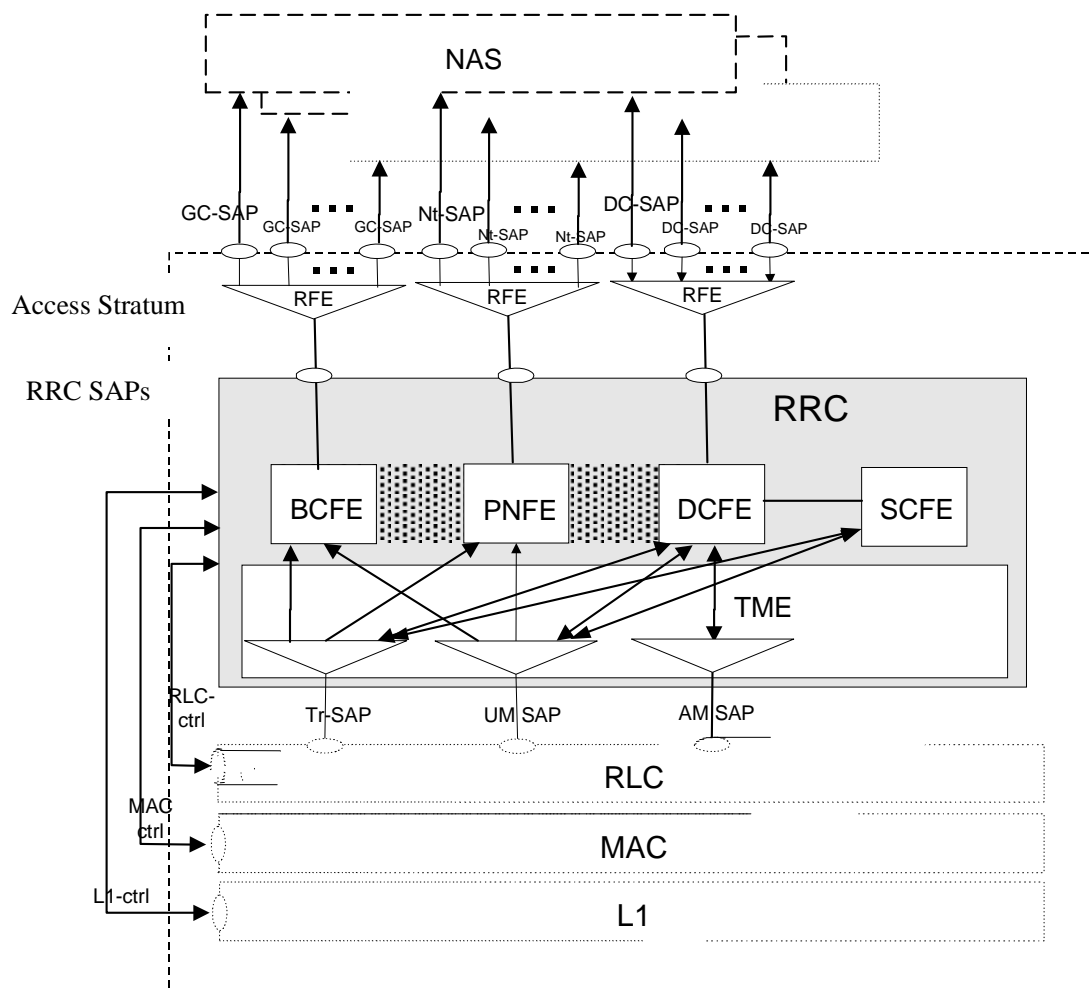 NAS
GC-SAP
GC-SAP
GC-SAP
Nt-SAP
Nt-SAP
Nt-SAP
DC-SAP
DC-SAP
DC-SAP
RFE
RFE
RFE
Access Stratum
RRC SAPs
RRC
BCFE
PNFE
DCFE
SCFE
TME
RLC-
ctrl
Tr-SAP
UM SAP
AM SAP
RLC
MAC
ctrl
MAC
L1-ctrl
L1